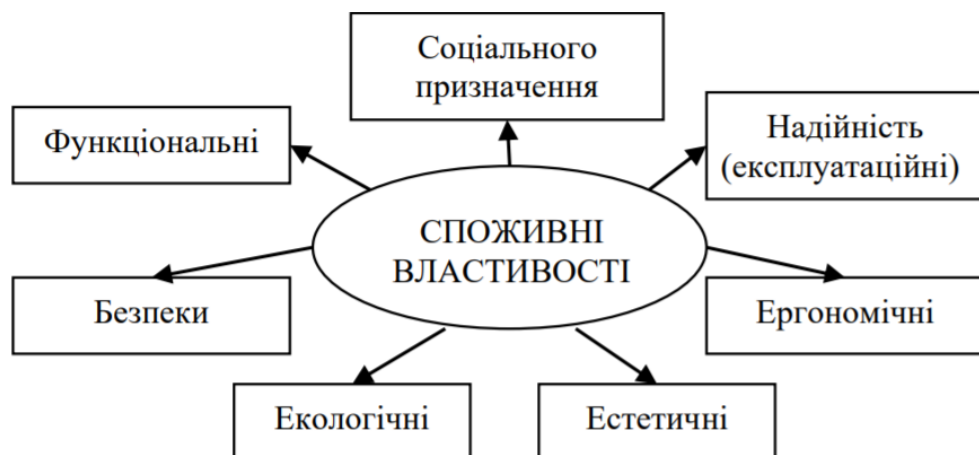 Соціального
призначення
Функціональні
Надійність
(експлуатаційні)
СПОЖИВНІ
ВЛАСТИВОСТІ
Безпеки
Ергономічні
Екологічні
Естетичні